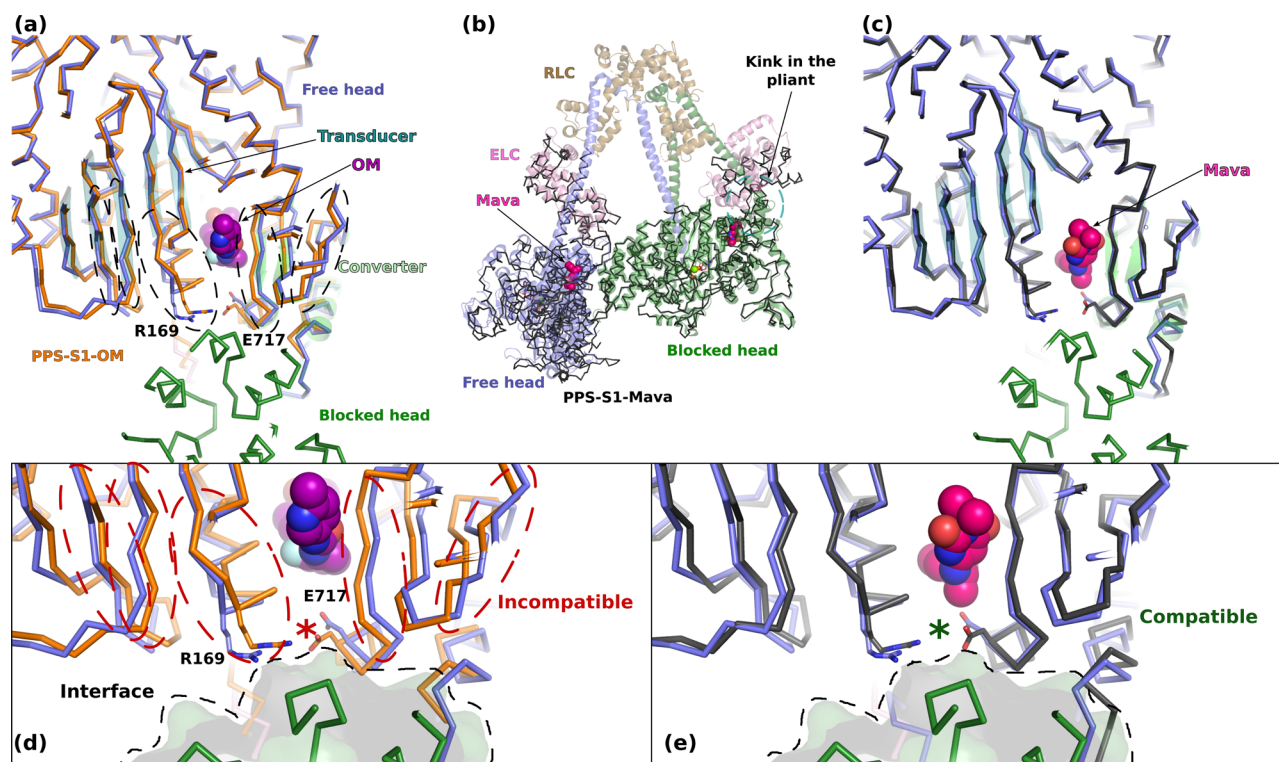 (a)
Free head
Transducer
OM
Converter
R169
E717
PPS-S1-OM
Blocked head
(b)
RLC
Kink in the
pliant
ELC
Mava
Blocked head
Free head
PPS-S1-Mava
(c)
Mava
E717
*
Incompatible
R169
Interface
(d)
*
Compatible
(e)